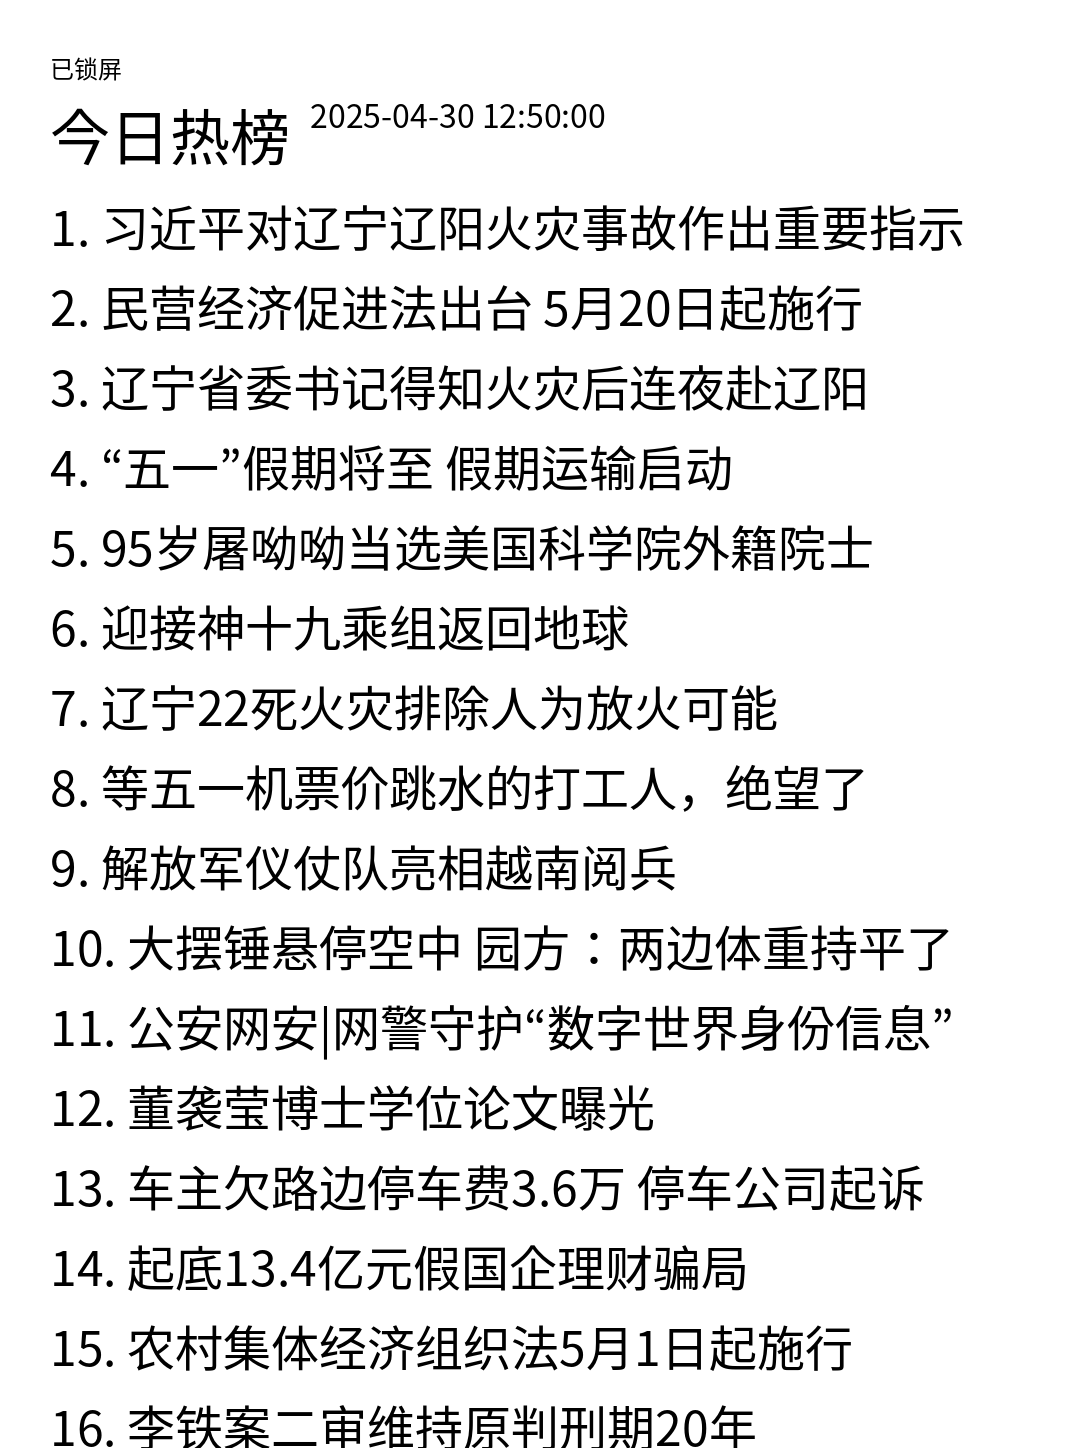 已锁屏
今日热榜 2025-04-30 12:50:00
1. 习近平对辽宁辽阳火灾事故作出重要指示
2. 民营经济促进法出台 5月20日起施行
3. 辽宁省委书记得知火灾后连夜赴辽阳
4. “五一”假期将至 假期运输启动
5. 95岁屠呦呦当选美国科学院外籍院士
6. 迎接神十九乘组返回地球
7. 辽宁22死火灾排除人为放火可能
8. 等五一机票价跳水的打工人，绝望了
9. 解放军仪仗队亮相越南阅兵
10. 大摆锤悬停空中 园方：两边体重持平了
11. 公安网安|网警守护“数字世界身份信息”
12. 董袭莹博士学位论文曝光
13. 车主欠路边停车费3.6万 停车公司起诉
14. 起底13.4亿元假国企理财骗局
15. 农村集体经济组织法5月1日起施行
16. 李铁案二审维持原判刑期20年